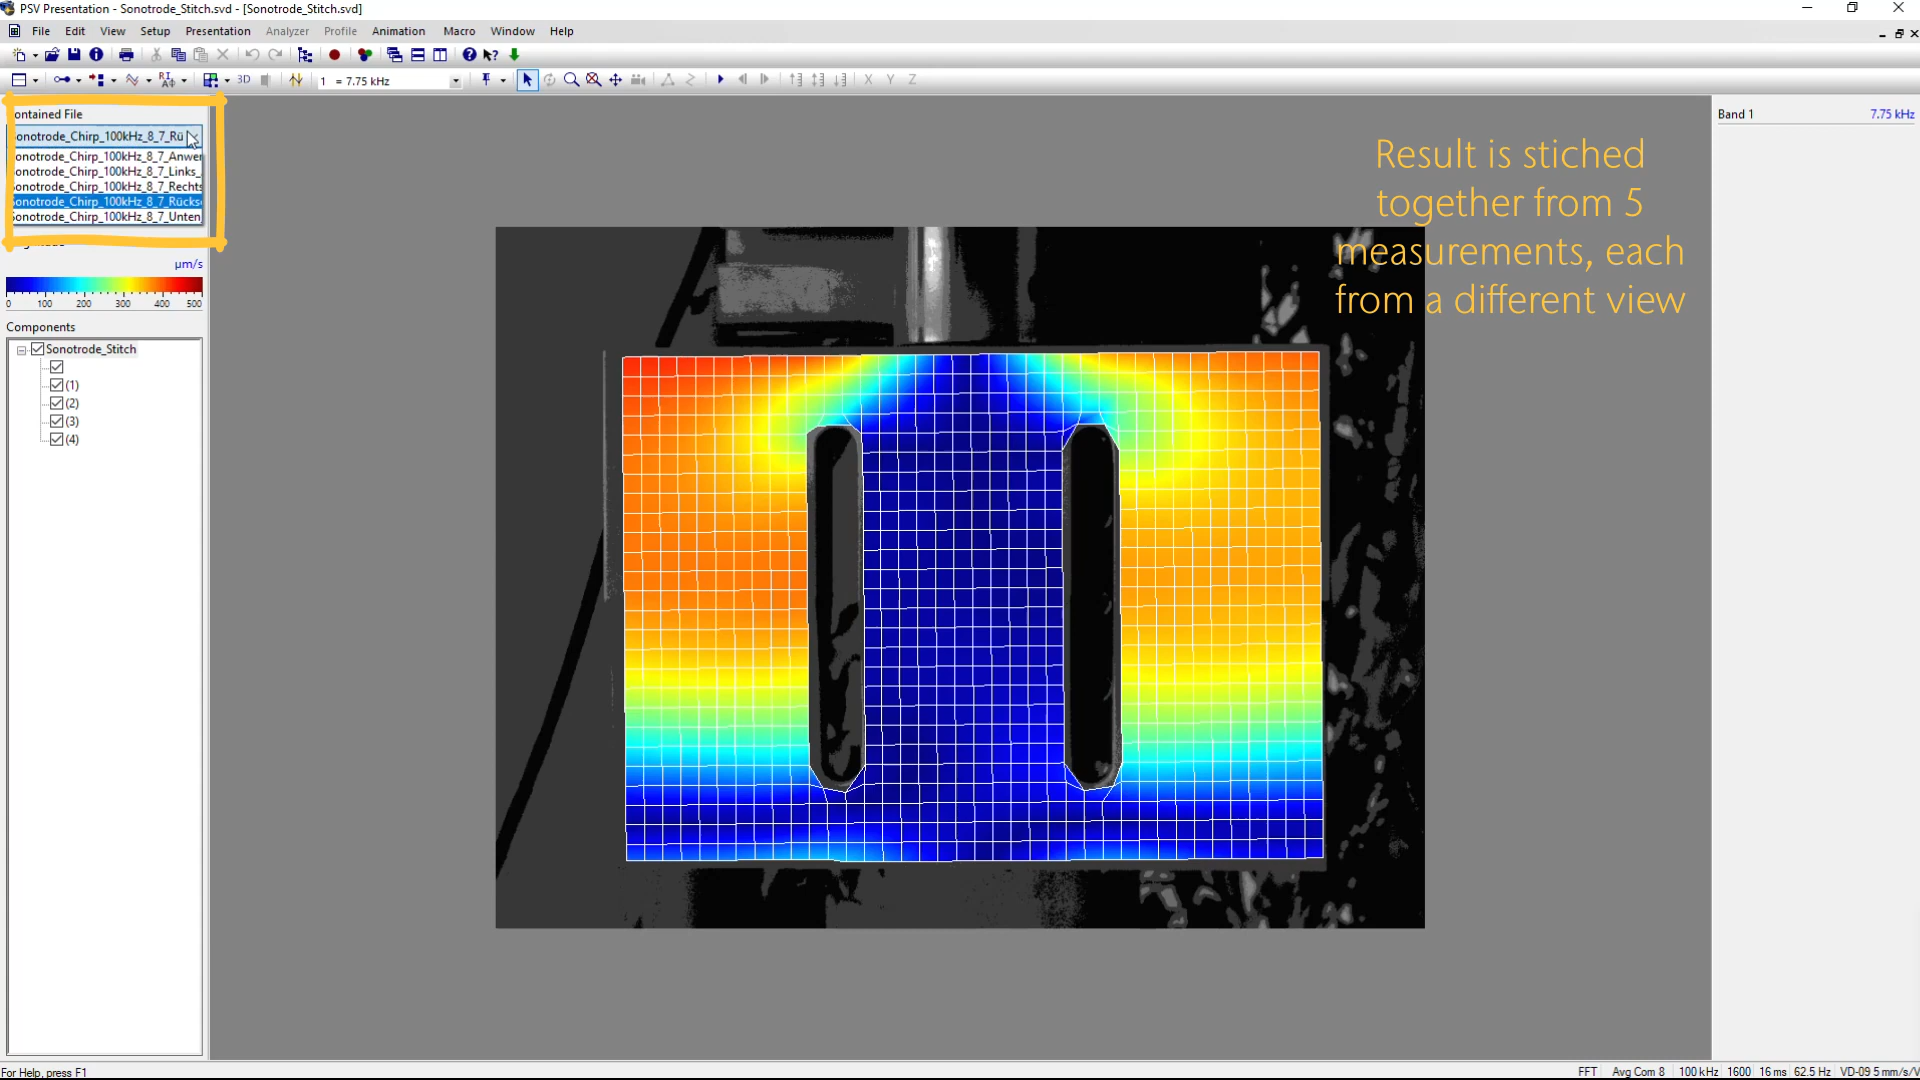 PSV Presentation - Sonotrode_Stitch.svd - [Sonotrode_Stitch.svd]
File Edit View Setup Presentation Analyzer Profile Animation Macro Window Help
3D 1 = 7.75 kHz X Y Z
ontained File
onotrode_Chirp_100kHz_8_7_Rü
onotrode_Chirp_100kHz_8_7_Anwen
onotrode_Chirp_100kHz_8_7_Links_
onotrode_Chirp_100kHz_8_7_Rechts
onotrode_Chirp_100kHz_8_7_Rücks
onotrode_Chirp_100kHz_8_7_Unten
µm/s
0 100 200 300 400 500
Components
Sonotrode_Stitch
(1)
(2)
(3)
(4)
Result is stiched
together from 5
measurements, each
from a different view
Band 1 7.75 kHz
For Help, press F1
FFT Avg Com 8 100 kHz 1600 16 ms 62.5 Hz VD-09 5 mm/s/V